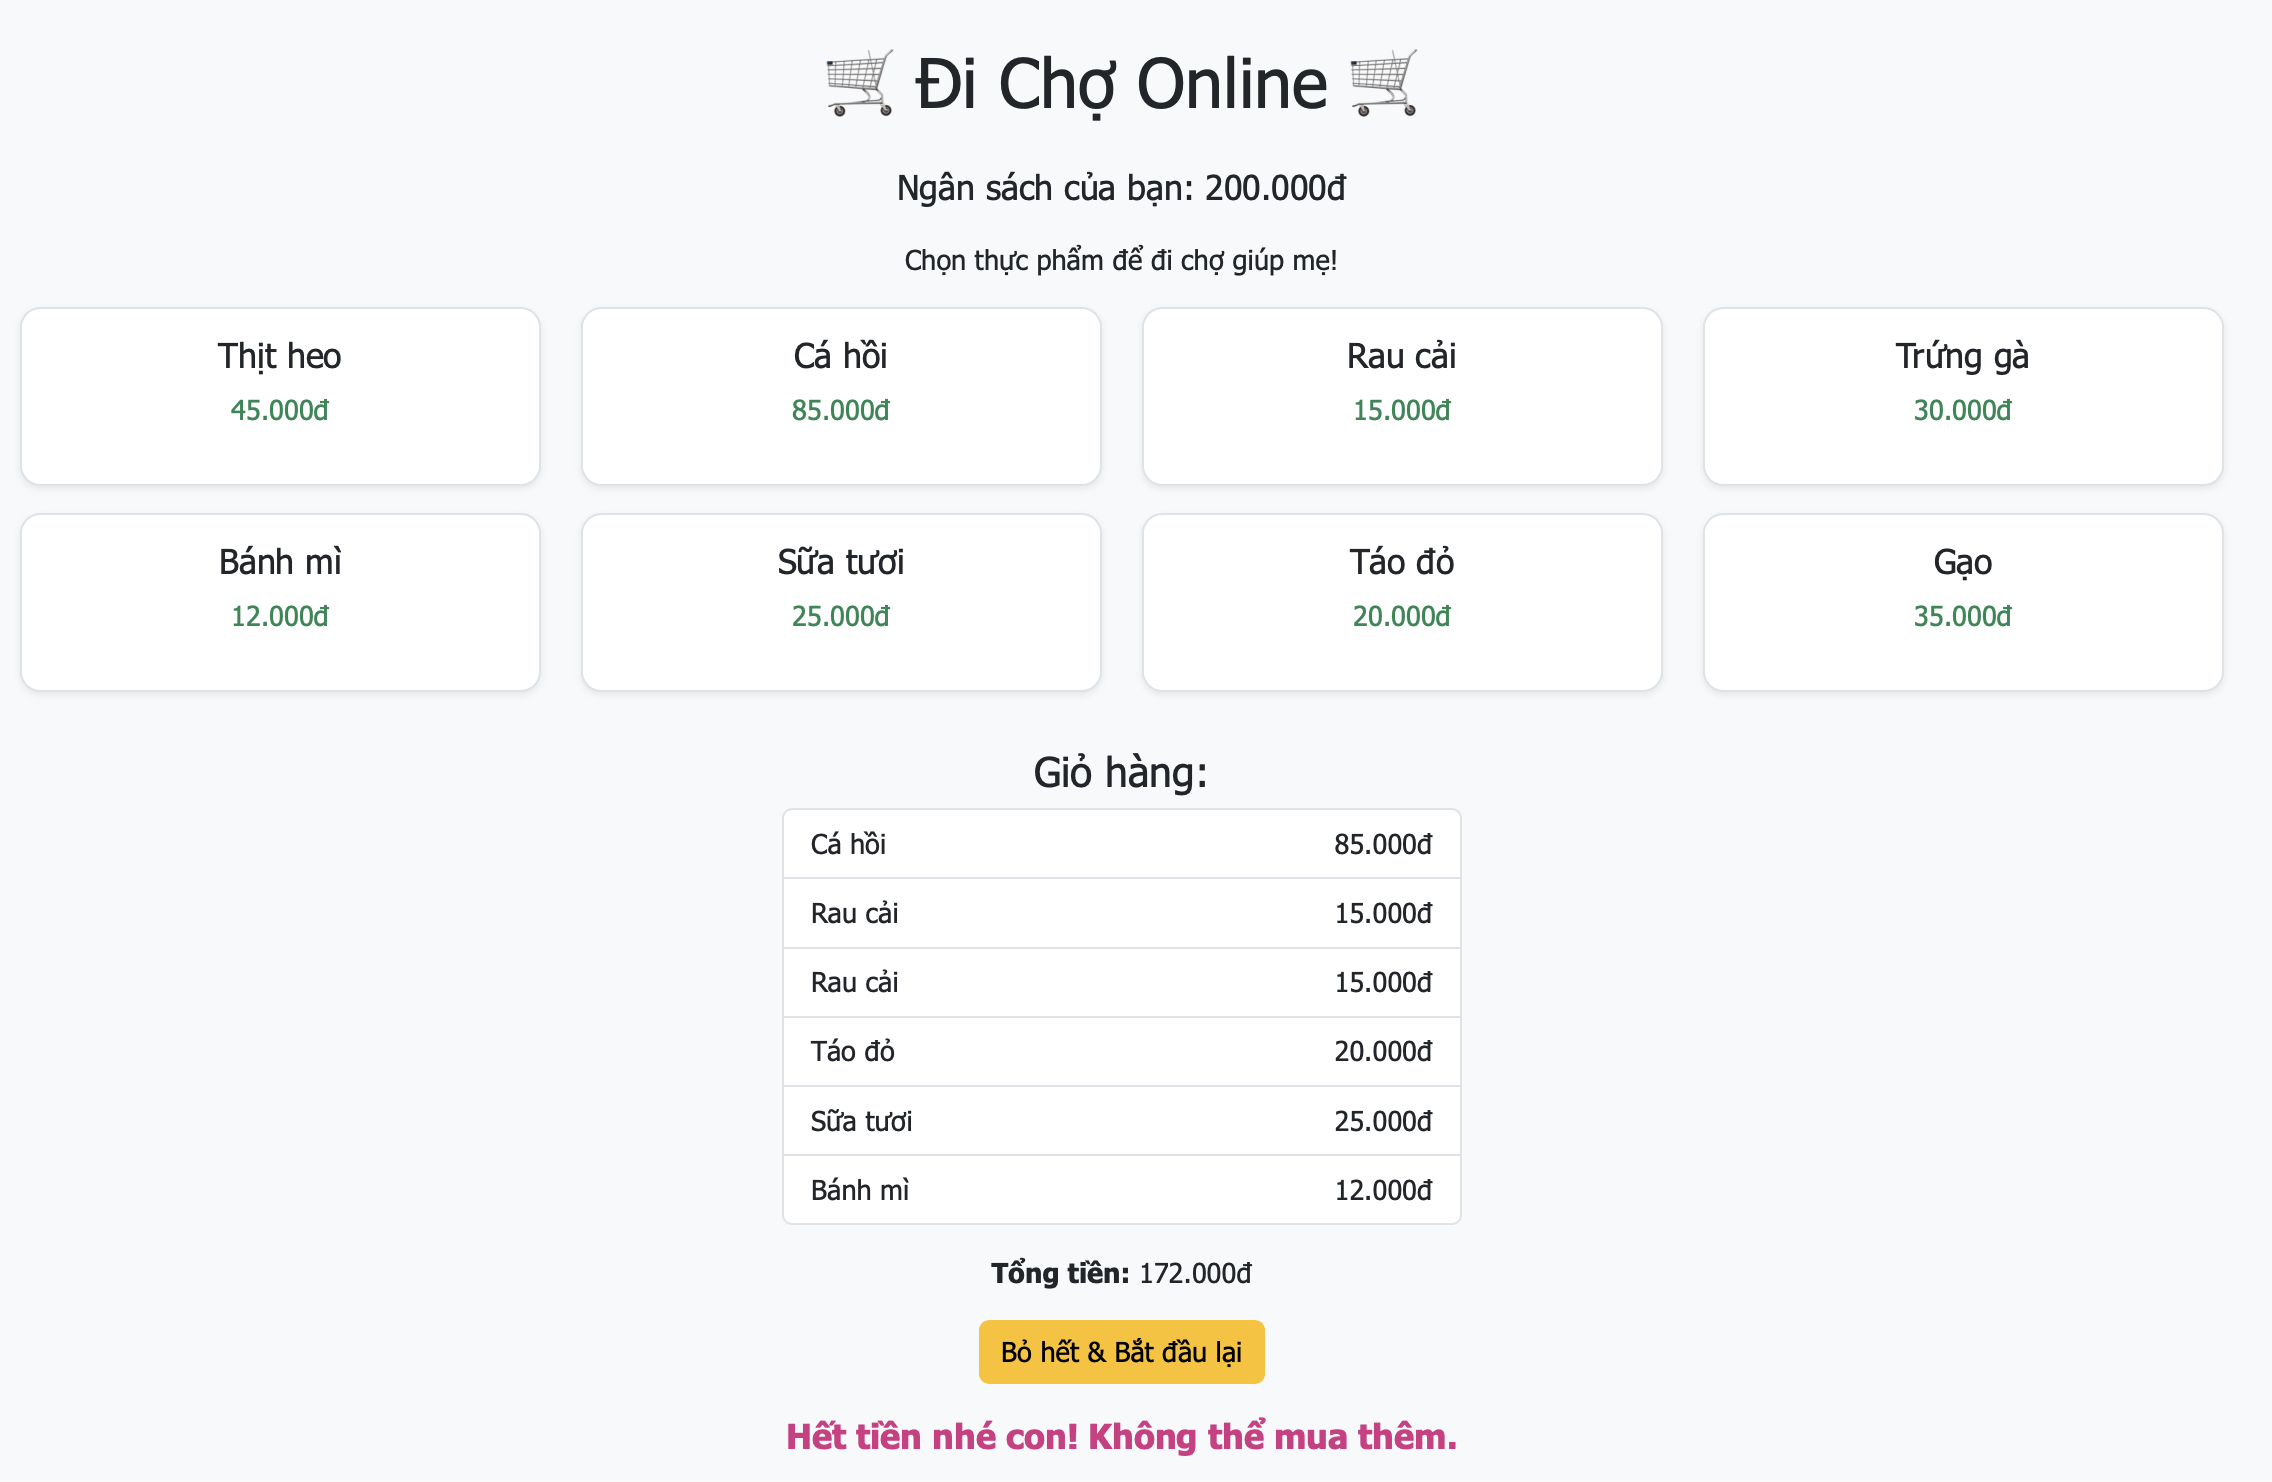 Đi Chợ Online
Ngân sách của bạn: 200.000đ
Chọn thực phẩm để đi chợ giúp mẹ!
Thịt heo
45.000đ
Cá hồi
85.000đ
Rau cải
15.000đ
Trứng gà
30.000đ
Bánh mì
12.000đ
Sữa tươi
25.000đ
Táo đỏ
20.000đ
Gạo
35.000đ
Giỏ hàng:
Cá hồi 85.000đ
Rau cải 15.000đ
Rau cải 15.000đ
Táo đỏ 20.000đ
Sữa tươi 25.000đ
Bánh mì 12.000đ
Tổng tiền: 172.000đ
Bỏ hết & Bắt đầu lại
Hết tiền nhé con! Không thể mua thêm.